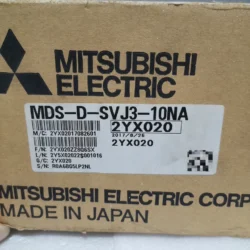 MITSUBISHI
ELECTRIC
MDS-D-SVJ3-10NA
2YX020
2YX020
S/C: 2YX020
MITSUBISHI ELECTRIC CORP
MADE IN JAPAN